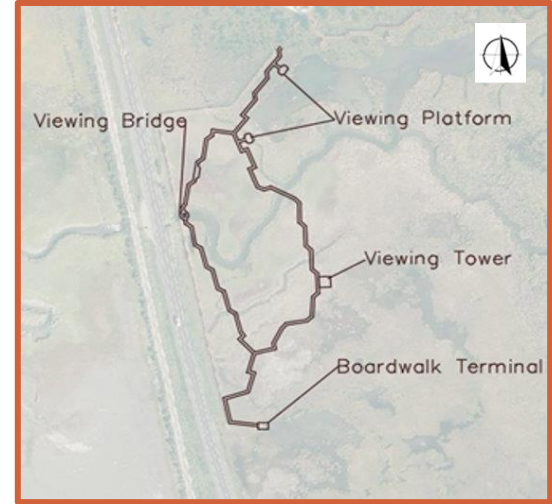 Viewing Bridge
Viewing Platform
Viewing Tower
Boardwalk Terminal